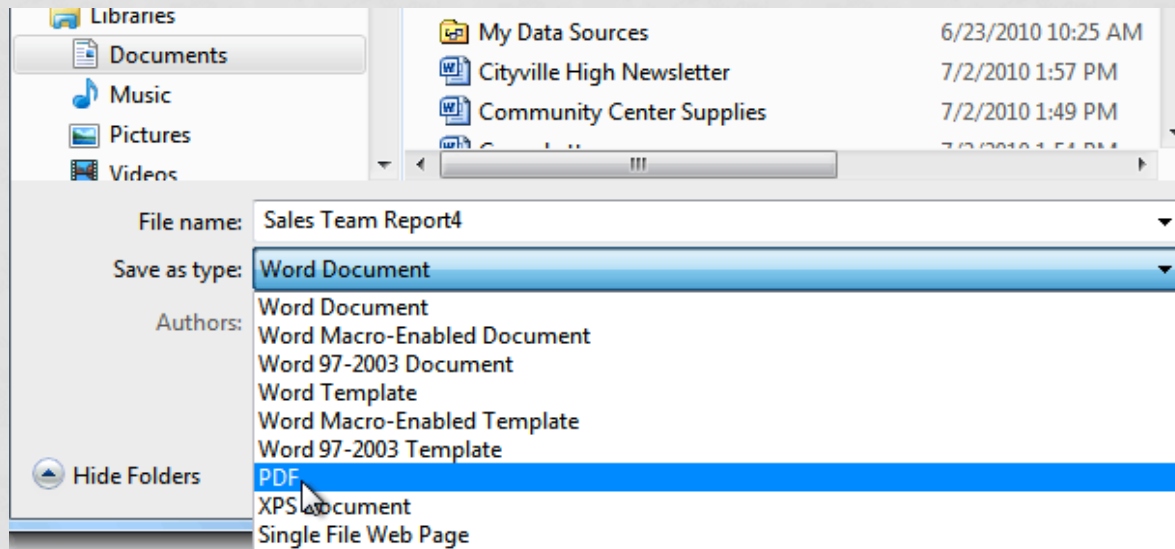 Libraries
Documents
Music
Pictures
Videos
My Data Sources 6/23/2010 10:25 AM
Cityville High Newsletter 7/2/2010 1:57 PM
Community Center Supplies 7/2/2010 1:49 PM
File name: Sales Team Report4
Save as type: Word Document
Authors:
Word Document
Word Macro-Enabled Document
Word 97-2003 Document
Word Template
Word Macro-Enabled Template
Word 97-2003 Template
Hide Folders
PDF
XPS Document
Single File Web Page